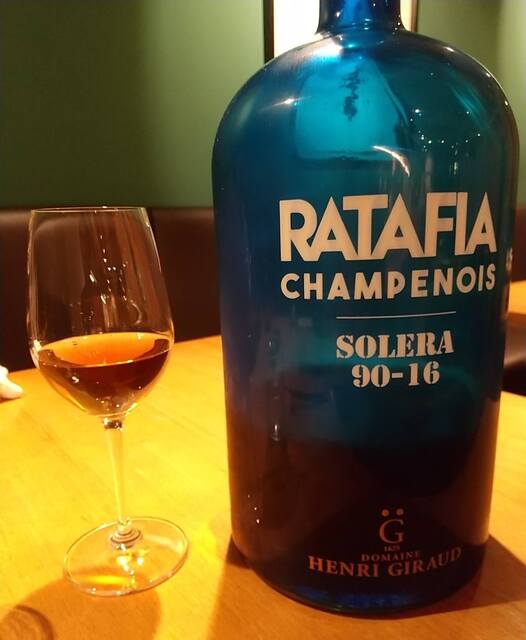 RATAFIA
CHAMPENOIS
SOLERA
90-16
G̈
1625
DOMAINE
HENRI GIRAUD